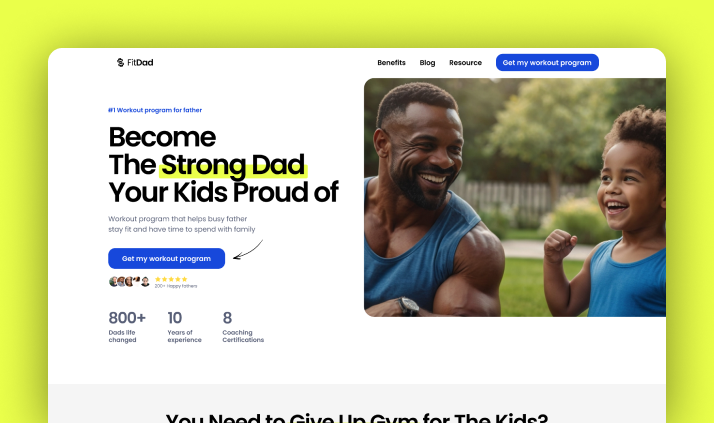 FitDad
Benefits Blog Resource Get my workout program
#1 Workout program for father
Become
The Strong Dad
Your Kids Proud of
Workout program that helps busy father
stay fit and have time to spend with family
Get my workout program
200+ happy fathers
800+
Dads life
changed
10
Years of
experience
8
Coaching
Certifications
You Need to Give Up Gym for The Kids?